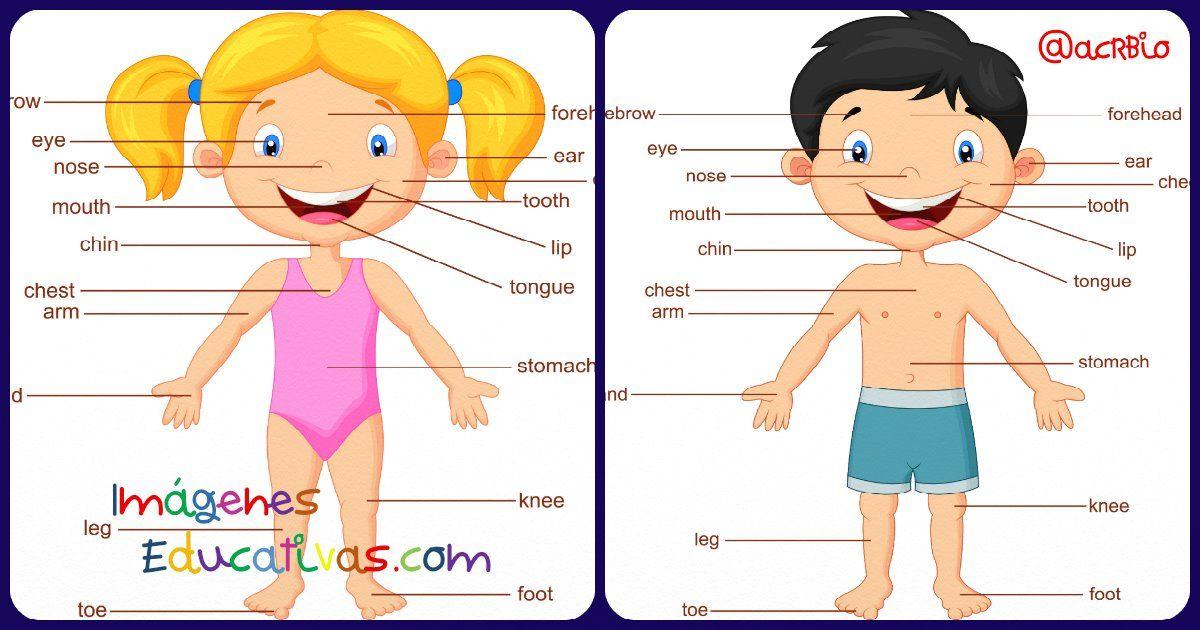 row
foreh
eye
ear
nose
tooth
mouth
lip
chin
tongue
chest
arm
stomach
d
knee
Imágenes
leg
Educativas.com
foot
toe
@acRBio
ebrow
forehead
eye
ear
nose
chee
tooth
mouth
lip
chin
tongue
chest
arm
stomach
nd
knee
leg
foot
toe